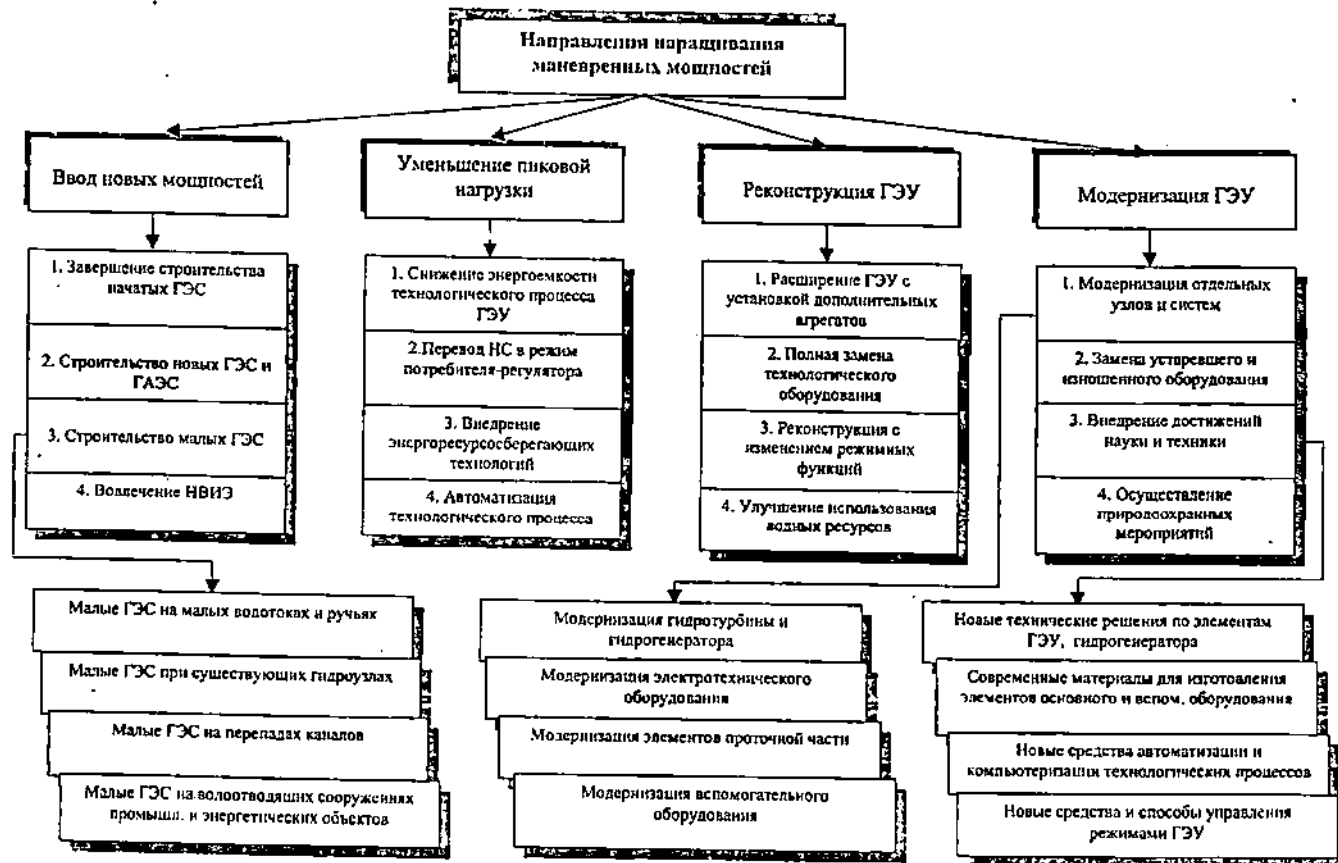 Направления наращивания
маневренных мощностей
Ввод новых мощностей
Уменьшение пиковой
нагрузки
Реконструкция ГЭУ
Модернизация ГЭУ
1. Завершение строительства
начатых ГЭС
2. Строительство новых ГЭС и
ГАЭС
3. Строительство малых ГЭС
4. Вовлечение НВИЭ
1. Снижение энергоемкости
технологического процесса
ГЭУ
2.Перевод НС в режим
потребителя-регулятора
3. Внедрение
энергоресурсосберегающих
технологий
4. Автоматизация
технологического процесса
1. Расширение ГЭУ с
установкой дополнительных
агрегатов
2. Полная замена
технологического
оборудования
3. Реконструкция с
изменением режимных
функций
4. Улучшение использования
водных ресурсов
1. Модернизация отдельных
узлов и систем
2. Замена устаревшего и
изношенного оборудования
3. Внедрение достижений
науки и техники
4. Осуществление
природоохранных
мероприятий
Малые ГЭС на малых водотоках и ручьях
Малые ГЭС при существующих гидроузлах
Малые ГЭС на перепадах каналов
Малые ГЭС на водоотводящих сооружениях
промышл. и энергетических объектов
Модернизация гидротурбины и
гидрогенератора
Модернизация электротехнического
оборудования
Модернизация элементов проточной части
Модернизация вспомогательного
оборудования
Новые технические решения по элементам
ГЭУ, гидрогенератора
Современные материалы для изготовления
элементов основного и вспом. оборудования
Новые средства автоматизации и
компьютеризации технологических процессов
Новые средства и способы управления
режимами ГЭУ